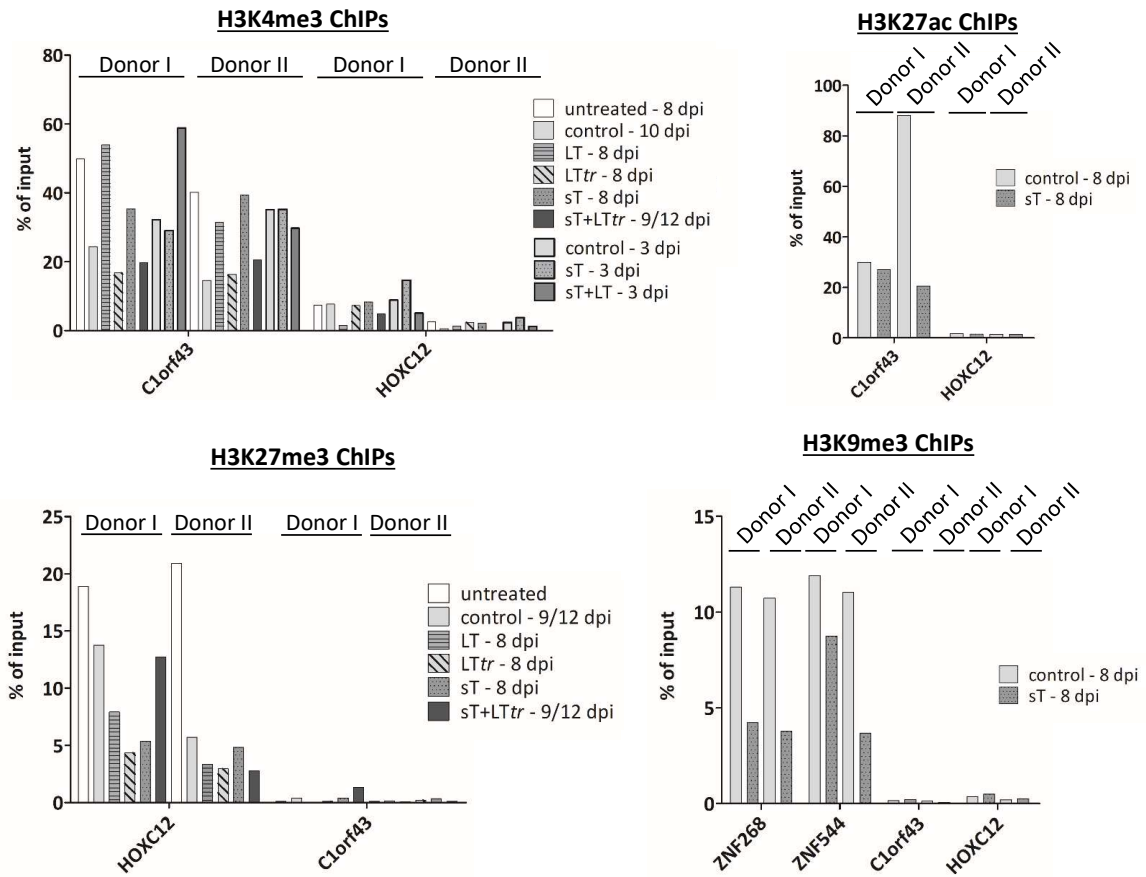 H3K4me3 ChIPs
80
60
40
20
0
% of input
Donor I
Donor II
Donor I
Donor II
C1orf43
HOXC12
untreated - 8 dpi
control - 10 dpi
LT - 8 dpi
LTtr - 8 dpi
sT - 8 dpi
sT+LTtr - 9/12 dpi
control - 3 dpi
sT - 3 dpi
sT+LT - 3 dpi
H3K27ac ChIPs
100
80
60
40
20
0
% of input
Donor I
Donor II
Donor I
Donor II
C1orf43
HOXC12
control - 8 dpi
sT - 8 dpi
H3K27me3 ChIPs
25
20
15
10
5
0
% of input
Donor I
Donor II
Donor I
Donor II
HOXC12
C1orf43
untreated
control - 9/12 dpi
LT - 8 dpi
LTtr - 8 dpi
sT - 8 dpi
sT+LTtr - 9/12 dpi
H3K9me3 ChIPs
15
10
5
0
% of input
Donor I
Donor II
Donor I
Donor II
Donor I
Donor II
Donor I
Donor II
ZNF268
ZNF544
C1orf43
HOXC12
control - 8 dpi
sT - 8 dpi